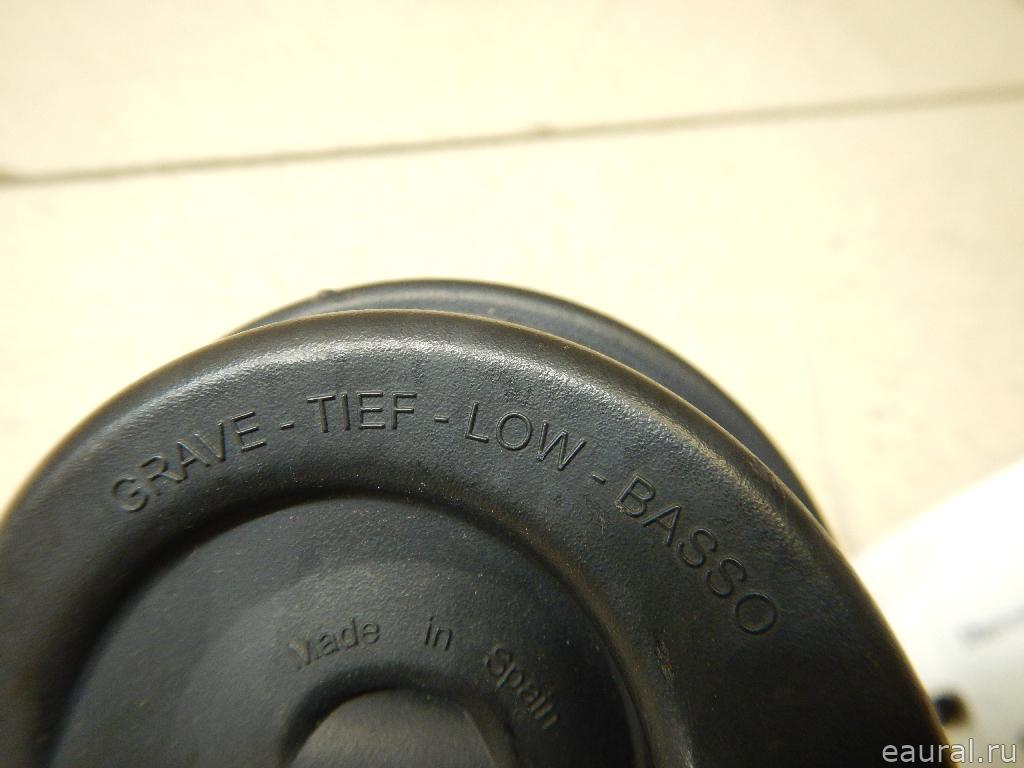 GRAVE - TIEF - LOW - BASSO
Made in Spain
eaural.ru